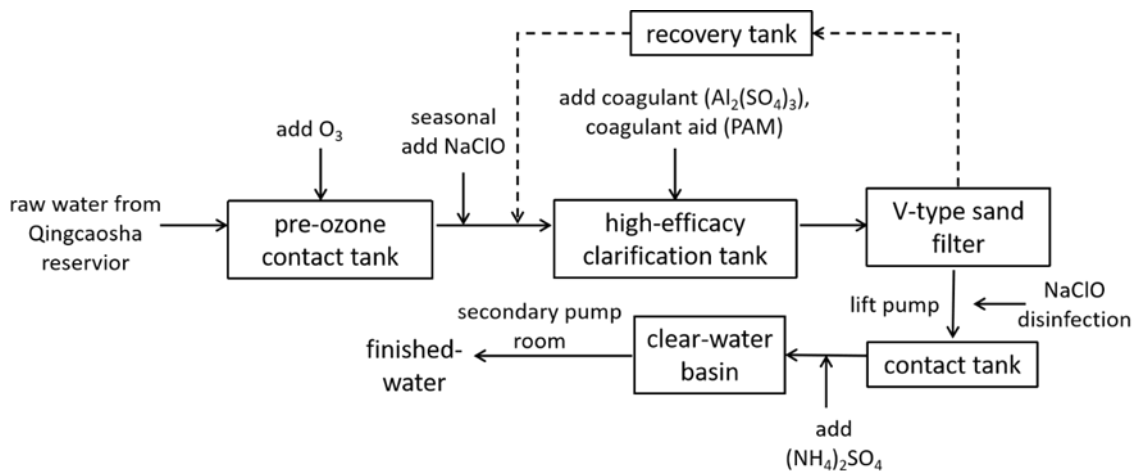 recovery tank
add coagulant (Al₂(SO₄)₃),
coagulant aid (PAM)
seasonal
add NaClO
add O₃
raw water from
Qingcaosha
reservior
pre-ozone
contact tank
high-efficacy
clarification tank
V-type sand
filter
lift pump
NaClO
disinfection
secondary pump
room
finished-
water
clear-water
basin
contact tank
add
(NH₄)₂SO₄